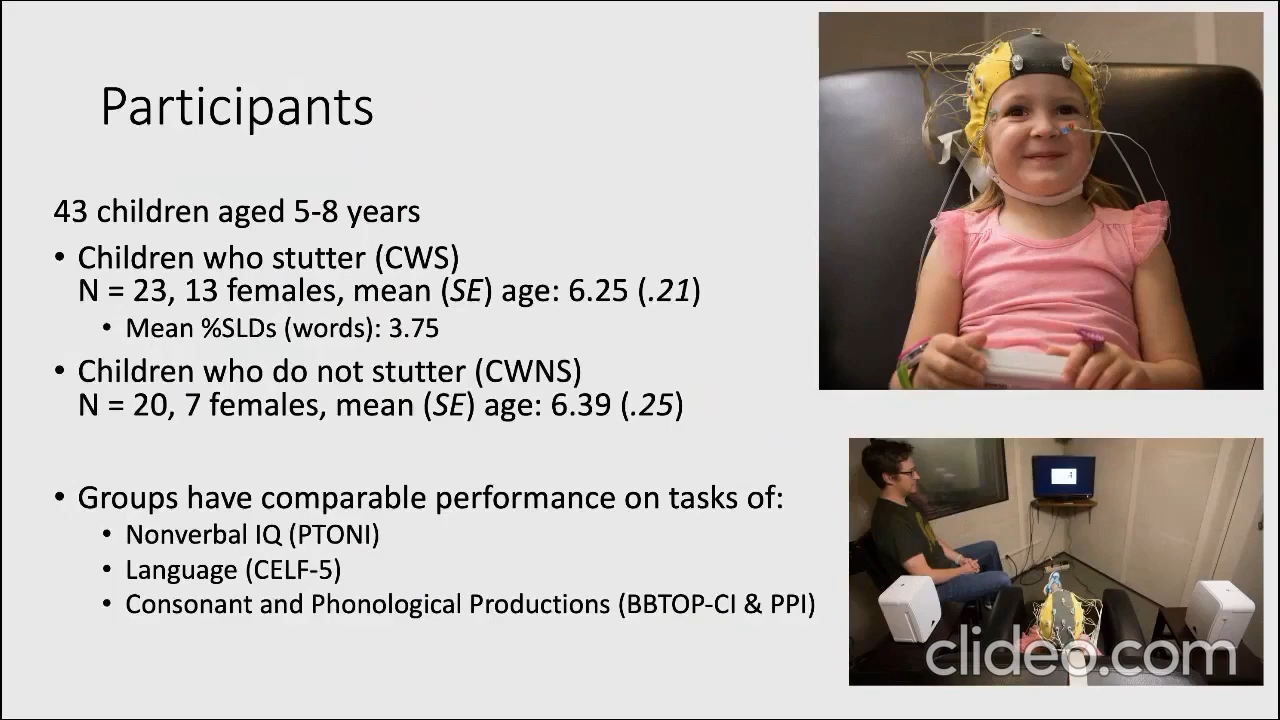 Participants
43 children aged 5-8 years
• Children who stutter (CWS)
N = 23, 13 females, mean (SE) age: 6.25 (.21)
• Mean %SLDs (words): 3.75
• Children who do not stutter (CWNS)
N = 20, 7 females, mean (SE) age: 6.39 (.25)
• Groups have comparable performance on tasks of:
• Nonverbal IQ (PTONI)
• Language (CELF-5)
• Consonant and Phonological Productions (BBTOP-CI & PPI)
clideo.com